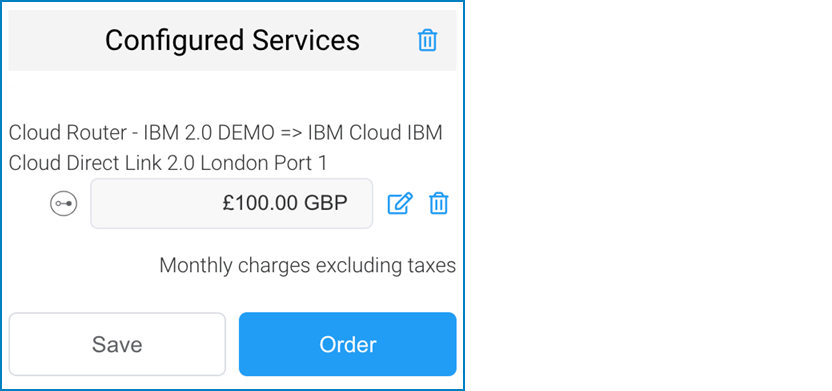 Configured Services
Cloud Router - IBM 2.0 DEMO => IBM Cloud IBM
Cloud Direct Link 2.0 London Port 1
£100.00 GBP
Monthly charges excluding taxes
Save
Order